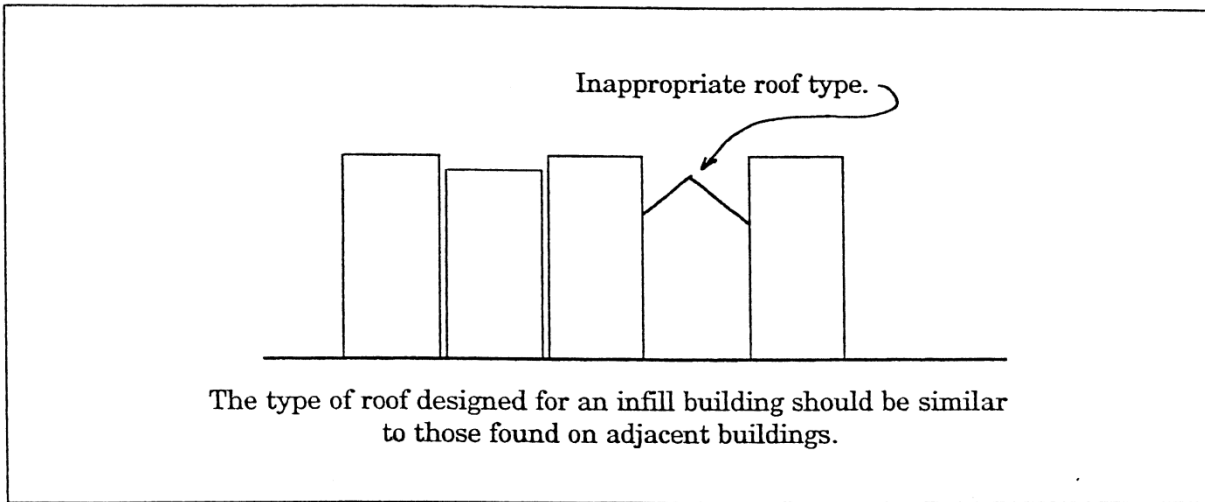 Inappropriate roof type.
The type of roof designed for an infill building should be similar
to those found on adjacent buildings.